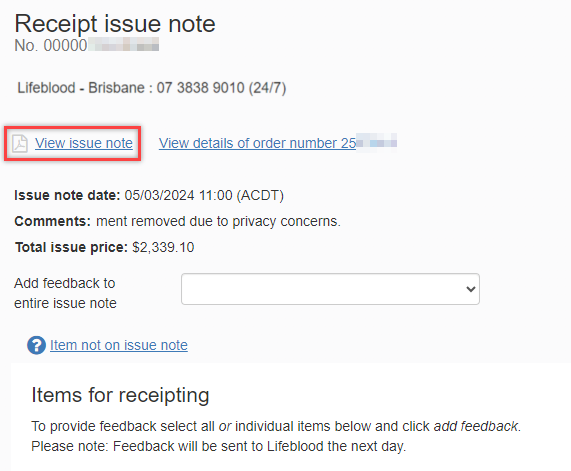 Receipt issue note
No. 00000
Lifeblood - Brisbane : 07 3838 9010 (24/7)
View issue note View details of order number 25
Issue note date: 05/03/2024 11:00 (ACDT)
Comments: ment removed due to privacy concerns.
Total issue price: $2,339.10
Add feedback to
entire issue note
? Item not on issue note
Items for receipting
To provide feedback select all or individual items below and click add feedback.
Please note: Feedback will be sent to Lifeblood the next day.